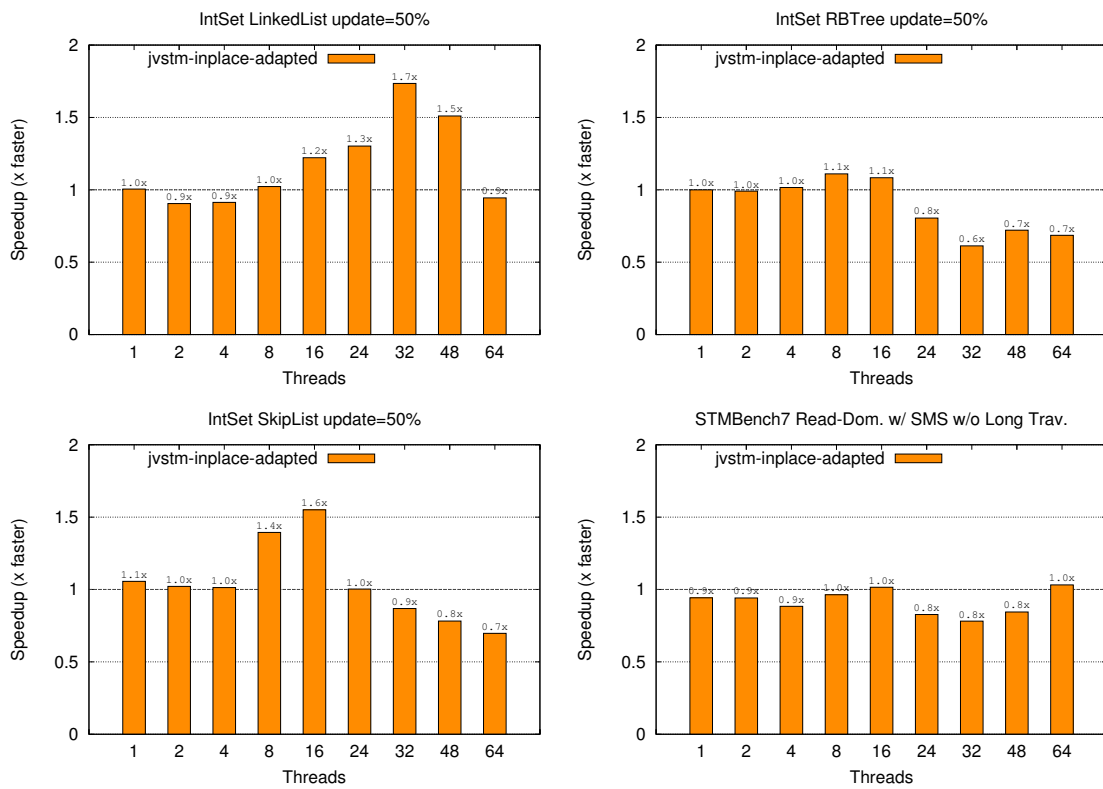 IntSet LinkedList update=50%
jvstm-inplace-adapted
Speedup (x faster)
2
1.5
1
0.5
0
1.0x 0.9x 0.9x 1.0x 1.2x 1.3x 1.7x 1.5x 0.9x
1 2 4 8 16 24 32 48 64
Threads
IntSet RBTree update=50%
jvstm-inplace-adapted
Speedup (x faster)
2
1.5
1
0.5
0
1.0x 1.0x 1.0x 1.1x 1.1x 0.8x 0.6x 0.7x 0.7x
1 2 4 8 16 24 32 48 64
Threads
IntSet SkipList update=50%
jvstm-inplace-adapted
Speedup (x faster)
2
1.5
1
0.5
0
1.1x 1.0x 1.0x 1.4x 1.6x 1.0x 0.9x 0.8x 0.7x
1 2 4 8 16 24 32 48 64
Threads
STMBench7 Read-Dom. w/ SMS w/o Long Trav.
jvstm-inplace-adapted
Speedup (x faster)
2
1.5
1
0.5
0
0.9x 0.9x 0.9x 1.0x 1.0x 0.8x 0.8x 0.8x 1.0x
1 2 4 8 16 24 32 48 64
Threads